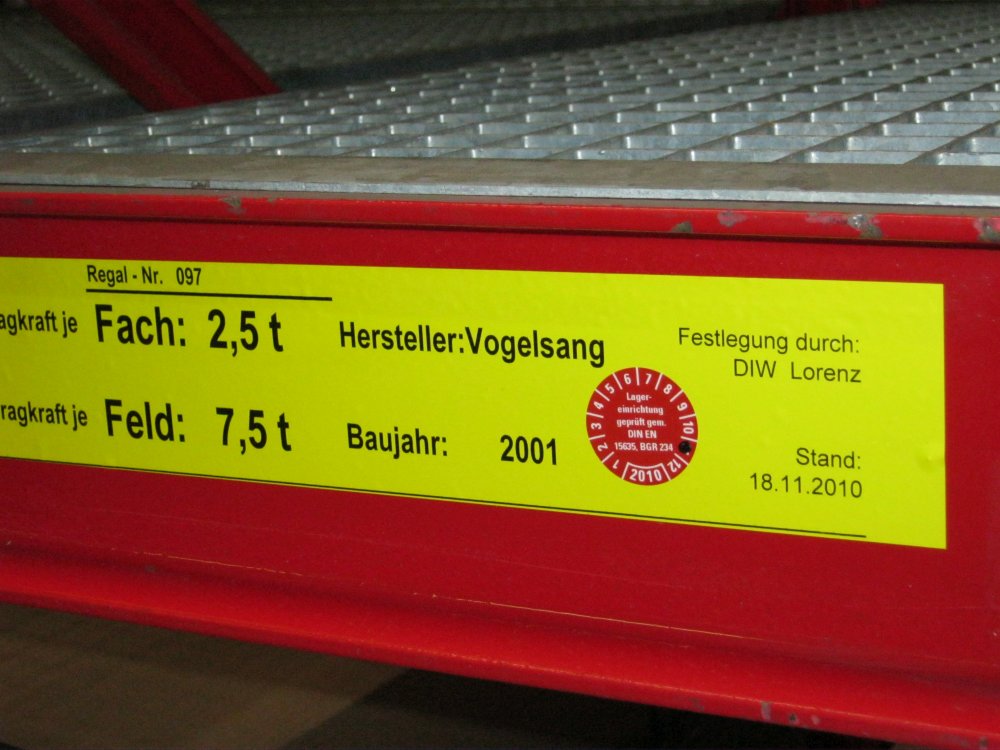 Regal - Nr. 097
agkraft je Fach: 2,5 t
ragkraft je Feld: 7,5 t
Hersteller:Vogelsang
Baujahr: 2001
1 2 3 4 5 6 7 8 9 10 12
Lager-
einrichtung
geprüft gem.
DIN EN
15635, BGR 234
2010
Festlegung durch:
DIW Lorenz
Stand:
18.11.2010